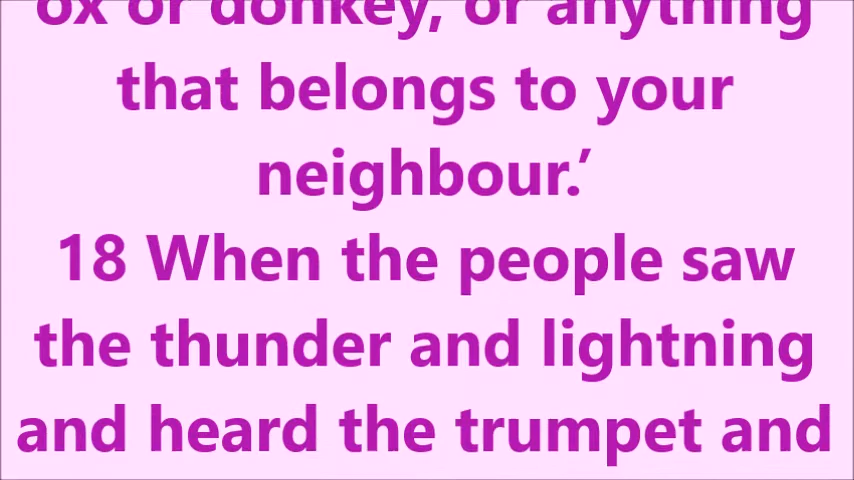 ox or donkey, or anything
that belongs to your
neighbour.’
18 When the people saw
the thunder and lightning
and heard the trumpet and